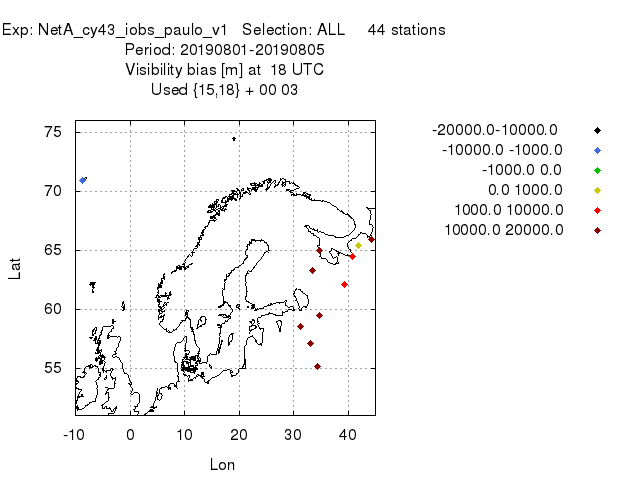 Exp: NetA_cy43_iobs_paulo_v1 Selection: ALL 44 stations
Period: 20190801-20190805
Visibility bias [m] at 18 UTC
Used {15,18} + 00 03
-20000.0-10000.0
-10000.0 -1000.0
-1000.0 0.0
0.0 1000.0
1000.0 10000.0
10000.0 20000.0
75
70
65
60
55
Lat
-10 0 10 20 30 40
Lon